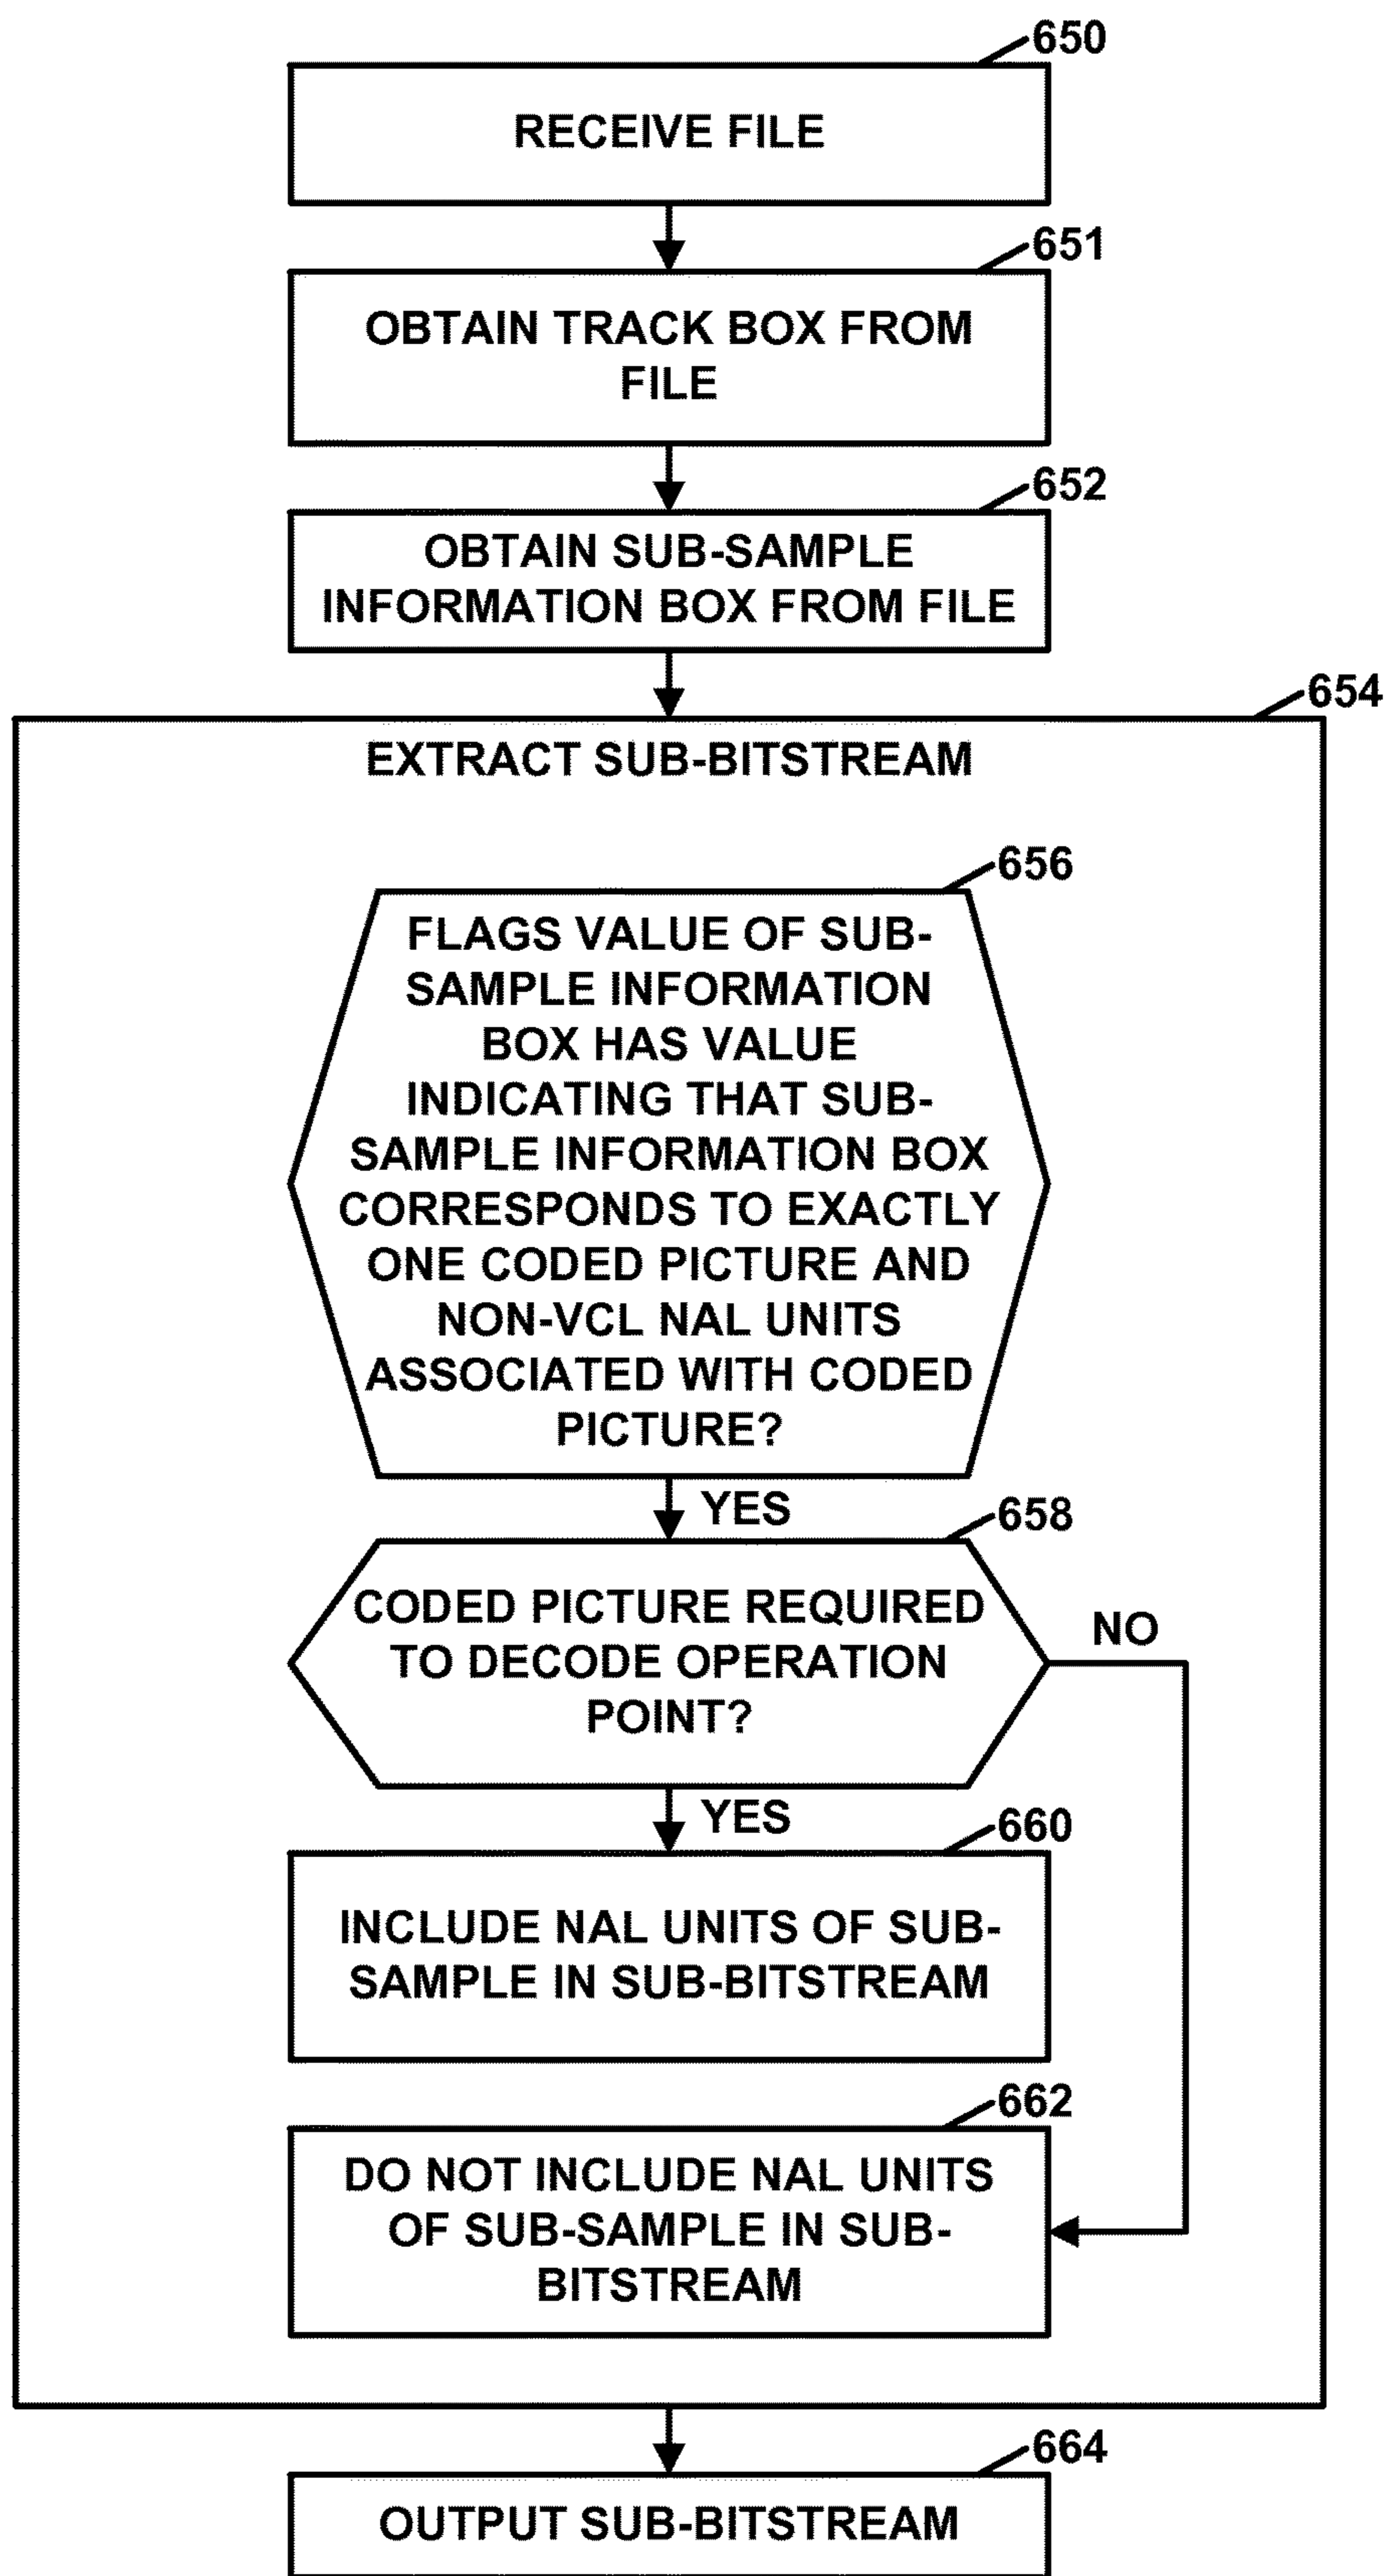 650
RECEIVE FILE
651
OBTAIN TRACK BOX FROM
FILE
652
OBTAIN SUB-SAMPLE
INFORMATION BOX FROM FILE
654
EXTRACT SUB-BITSTREAM
656
FLAGS VALUE OF SUB-
SAMPLE INFORMATION
BOX HAS VALUE
INDICATING THAT SUB-
SAMPLE INFORMATION BOX
CORRESPONDS TO EXACTLY
ONE CODED PICTURE AND
NON-VCL NAL UNITS
ASSOCIATED WITH CODED
PICTURE?
YES
658
CODED PICTURE REQUIRED
TO DECODE OPERATION
POINT?
NO
YES
660
INCLUDE NAL UNITS OF SUB-
SAMPLE IN SUB-BITSTREAM
662
DO NOT INCLUDE NAL UNITS
OF SUB-SAMPLE IN SUB-
BITSTREAM
664
OUTPUT SUB-BITSTREAM